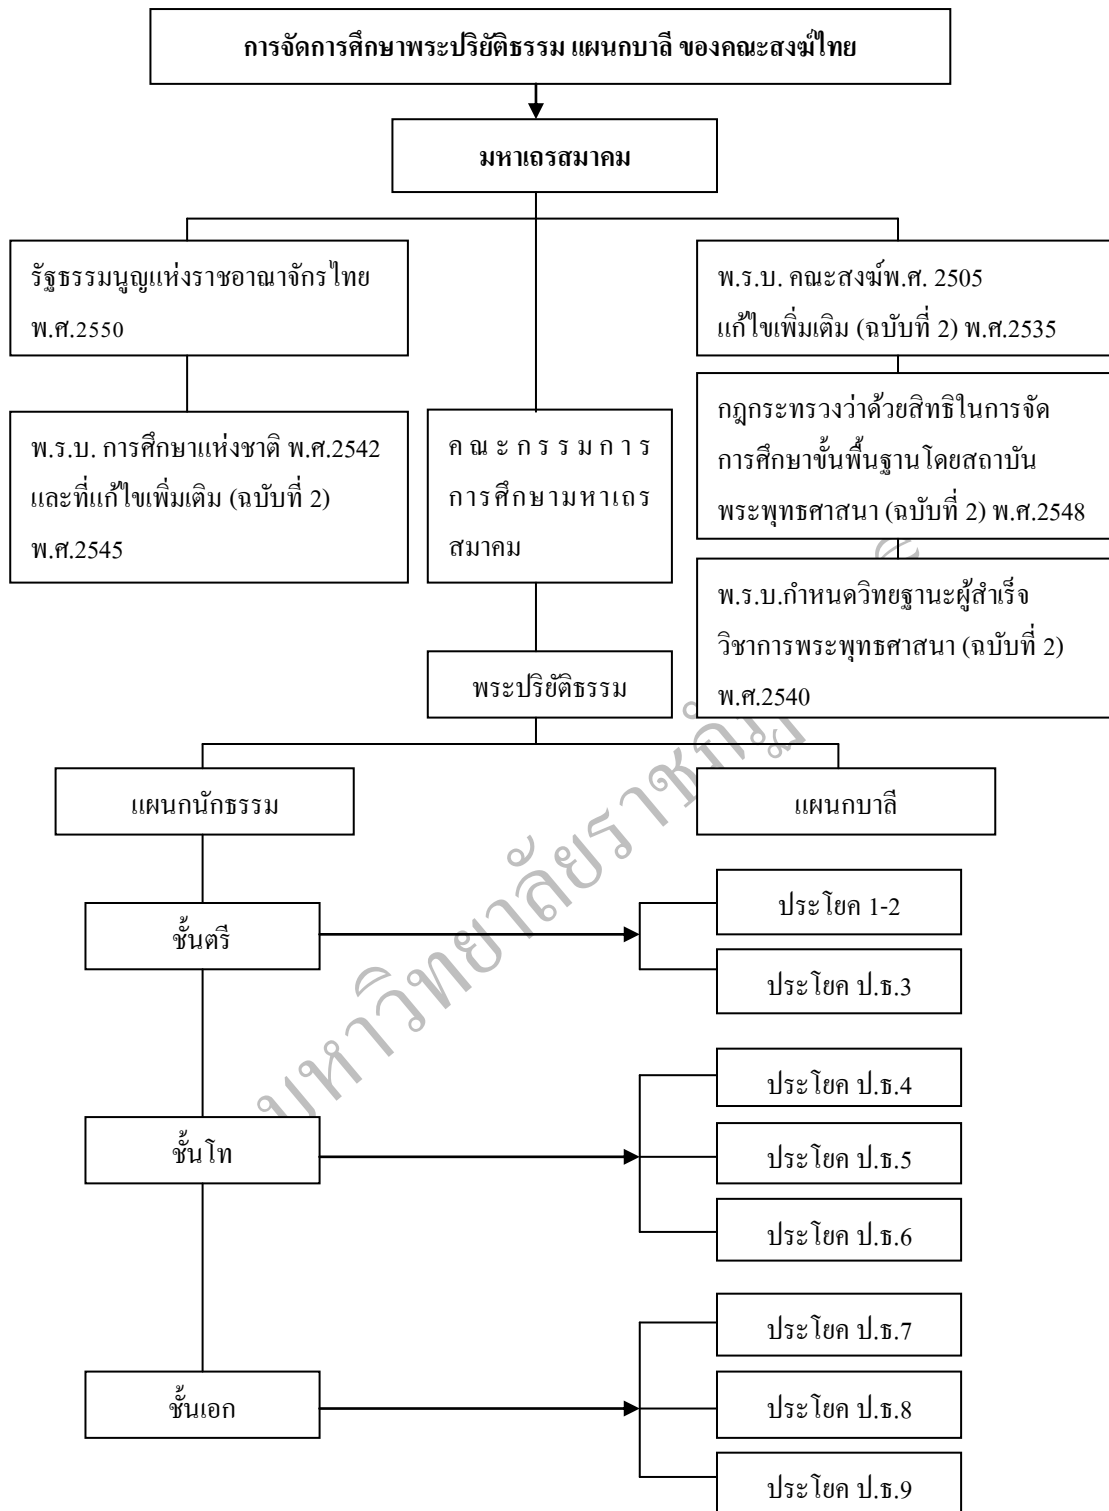 การจัดการศึกษาพระปริยัติธรรม แผนกบาลี ของคณะสงฆ์ไทย
มหาเถรสมาคม
รัฐธรรมนูญแห่งราชอาณาจักรไทย
พ.ศ.2550
พ.ร.บ. คณะสงฆ์พ.ศ. 2505
แก้ไขเพิ่มเติม (ฉบับที่ 2) พ.ศ.2535
พ.ร.บ. การศึกษาแห่งชาติ พ.ศ.2542
และที่แก้ไขเพิ่มเติม (ฉบับที่ 2)
พ.ศ.2545
คณะกรรมการ
การศึกษามหาเถร
สมาคม
กฎกระทรวงว่าด้วยสิทธิในการจัด
การศึกษาขั้นพื้นฐานโดยสถาบัน
พระพุทธศาสนา (ฉบับที่ 2) พ.ศ.2548
พ.ร.บ.กำหนดวิทยฐานะผู้สำเร็จ
วิชาการพระพุทธศาสนา (ฉบับที่ 2)
พ.ศ.2540
พระปริยัติธรรม
แผนกนักธรรม
แผนกบาลี
ชั้นตรี
ประโยค 1-2
ประโยค ป.ธ.3
ชั้นโท
ประโยค ป.ธ.4
ประโยค ป.ธ.5
ประโยค ป.ธ.6
ชั้นเอก
ประโยค ป.ธ.7
ประโยค ป.ธ.8
ประโยค ป.ธ.9
มหาวิทยาลัยราชภัฏ